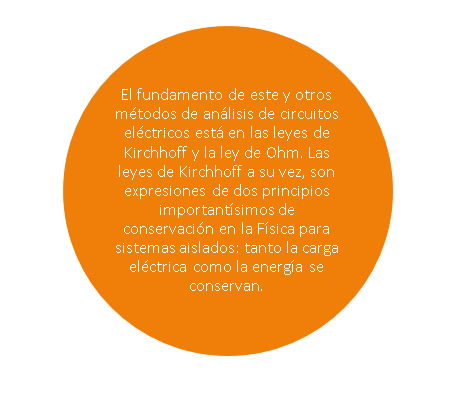 El fundamento de este y otros
métodos de análisis de circuitos
eléctricos está en las leyes de
Kirchhoff y la ley de Ohm. Las
leyes de Kirchhoff a su vez, son
expresiones de dos principios
importantísimos de
conservación en la Física para
sistemas aislados: tanto la carga
eléctrica como la energía se
conservan.